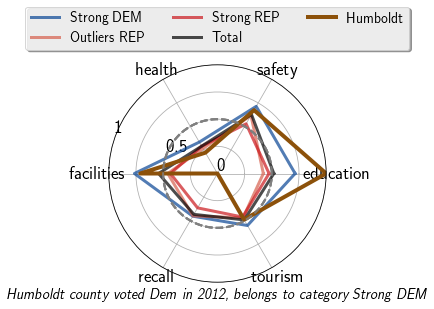 Strong DEM Strong REP Humboldt
Outliers REP Total
health safety
1
0.5
facilities 0 education
recall tourism
Humboldt county voted Dem in 2012, belongs to category Strong DEM